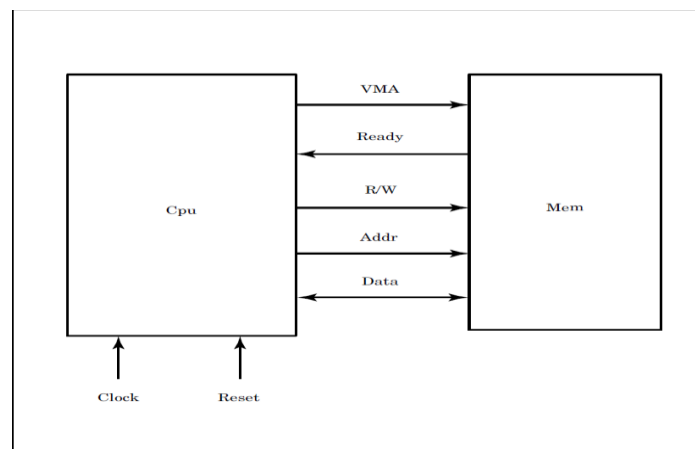 VMA
Ready
R/W
Cpu
Mem
Addr
Data
Clock
Reset